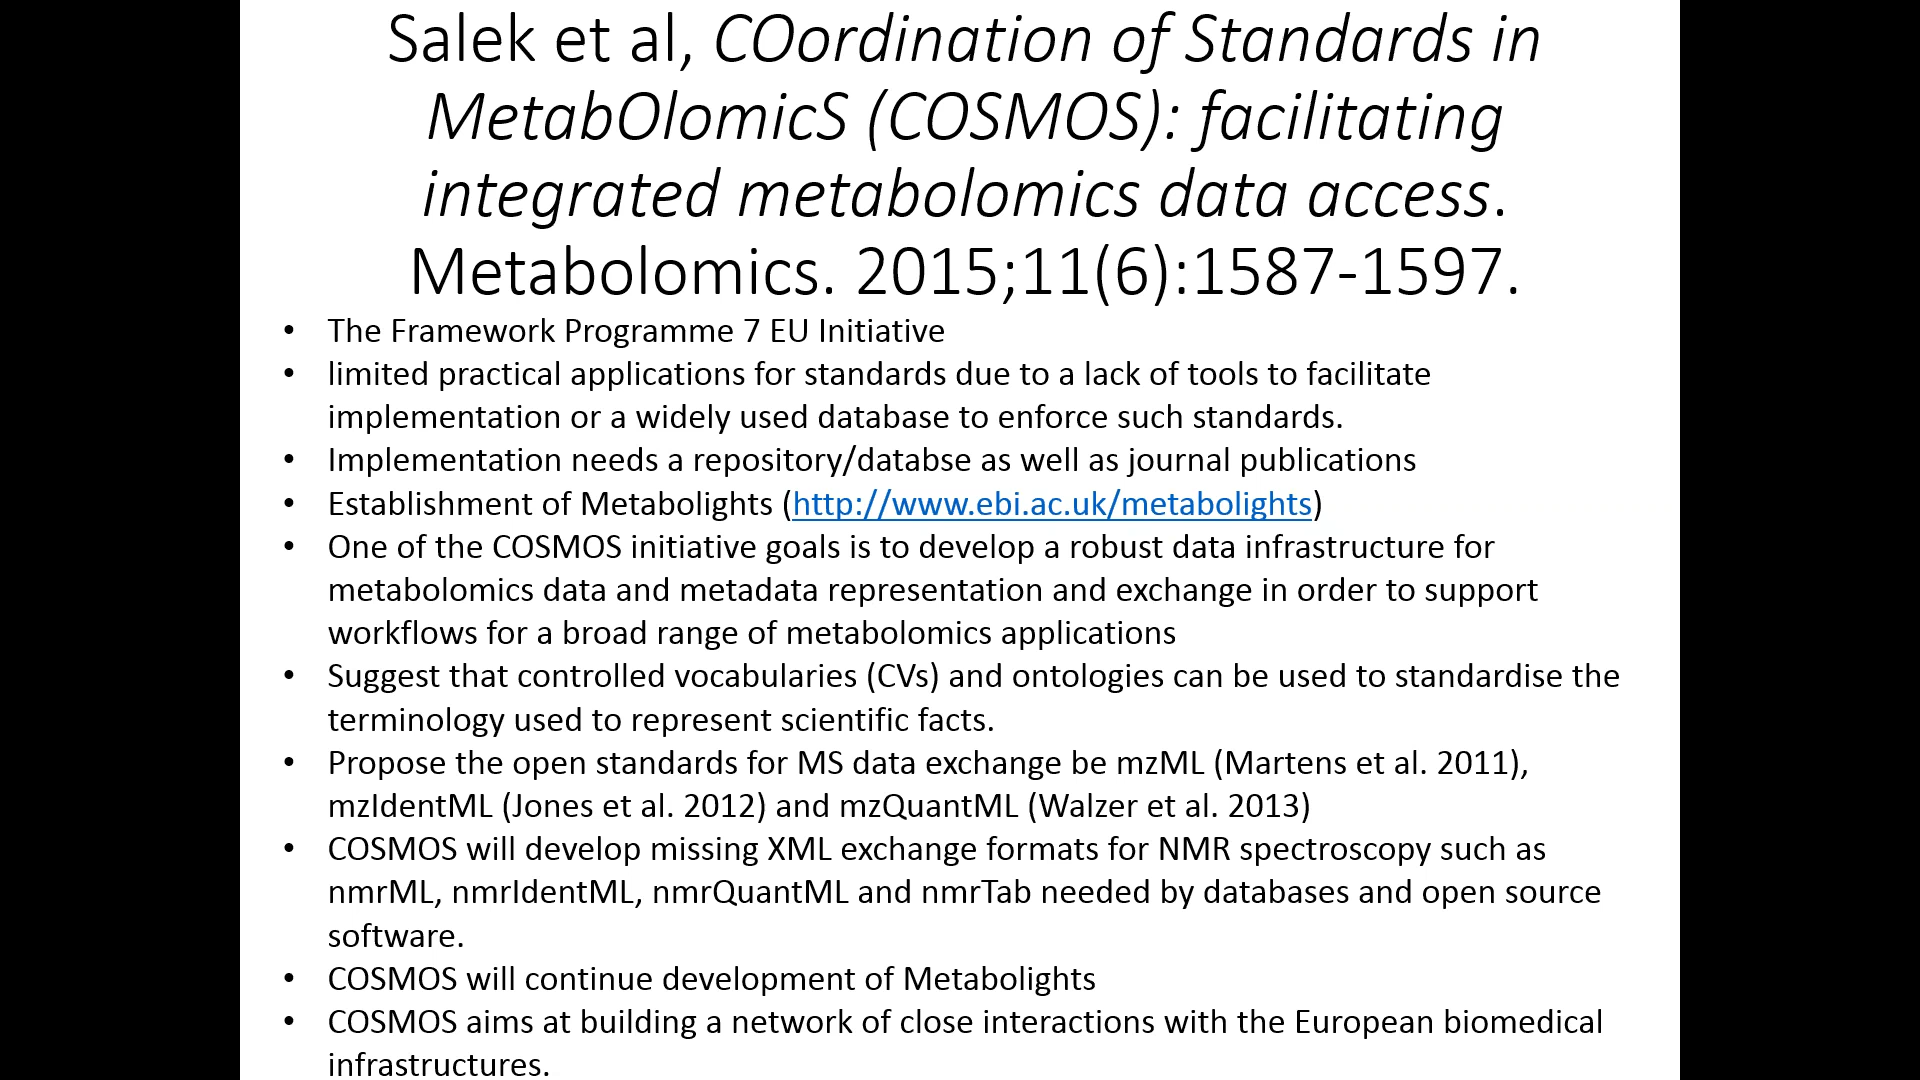 Salek et al, COordination of Standards in
MetabOlomicS (COSMOS): facilitating
integrated metabolomics data access.
Metabolomics. 2015;11(6):1587-1597.
• The Framework Programme 7 EU Initiative
• limited practical applications for standards due to a lack of tools to facilitate
implementation or a widely used database to enforce such standards.
• Implementation needs a repository/databse as well as journal publications
• Establishment of Metabolights (http://www.ebi.ac.uk/metabolights)
• One of the COSMOS initiative goals is to develop a robust data infrastructure for
metabolomics data and metadata representation and exchange in order to support
workflows for a broad range of metabolomics applications
• Suggest that controlled vocabularies (CVs) and ontologies can be used to standardise the
terminology used to represent scientific facts.
• Propose the open standards for MS data exchange be mzML (Martens et al. 2011),
mzIdentML (Jones et al. 2012) and mzQuantML (Walzer et al. 2013)
• COSMOS will develop missing XML exchange formats for NMR spectroscopy such as
nmrML, nmrIdentML, nmrQuantML and nmrTab needed by databases and open source
software.
• COSMOS will continue development of Metabolights
• COSMOS aims at building a network of close interactions with the European biomedical
infrastructures.